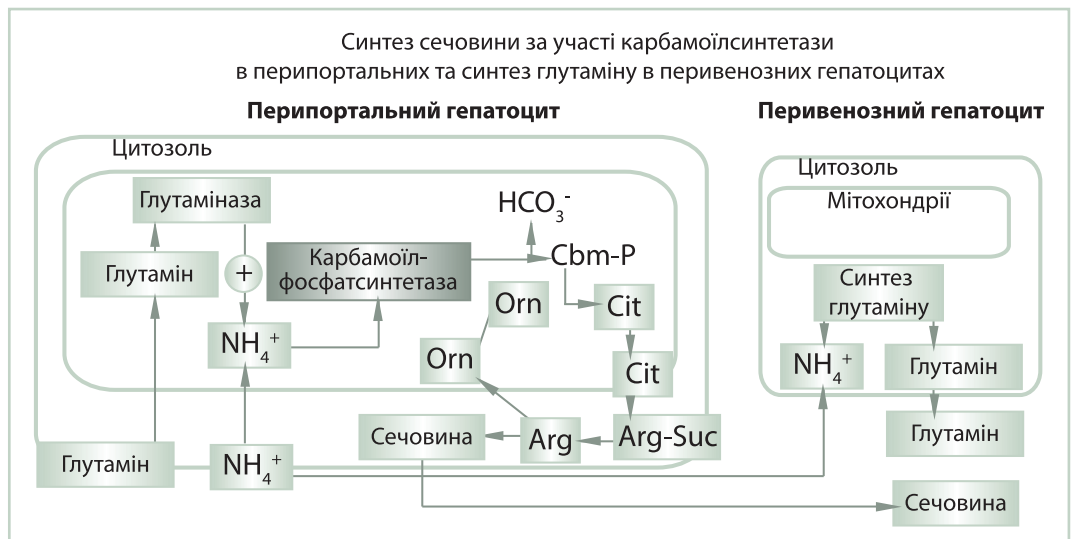 Синтез сечовини за участі карбамоїлсинтетази
в перипортальних та синтез глутаміну в перивенозних гепатоцитах
Перипортальний гепатоцит
Перивенозний гепатоцит
Цитозоль
Глутаміназа
Глутамін
+
NH₄⁺
Карбамоїл-
фосфатсинтетаза
HCO₃⁻
Cbm-P
Orn
Cit
Orn
Cit
Сечовина
Arg
Arg-Suc
Глутамін
NH₄⁺
Цитозоль
Мітохондрії
Синтез
глутаміну
NH₄⁺
Глутамін
Глутамін
Сечовина